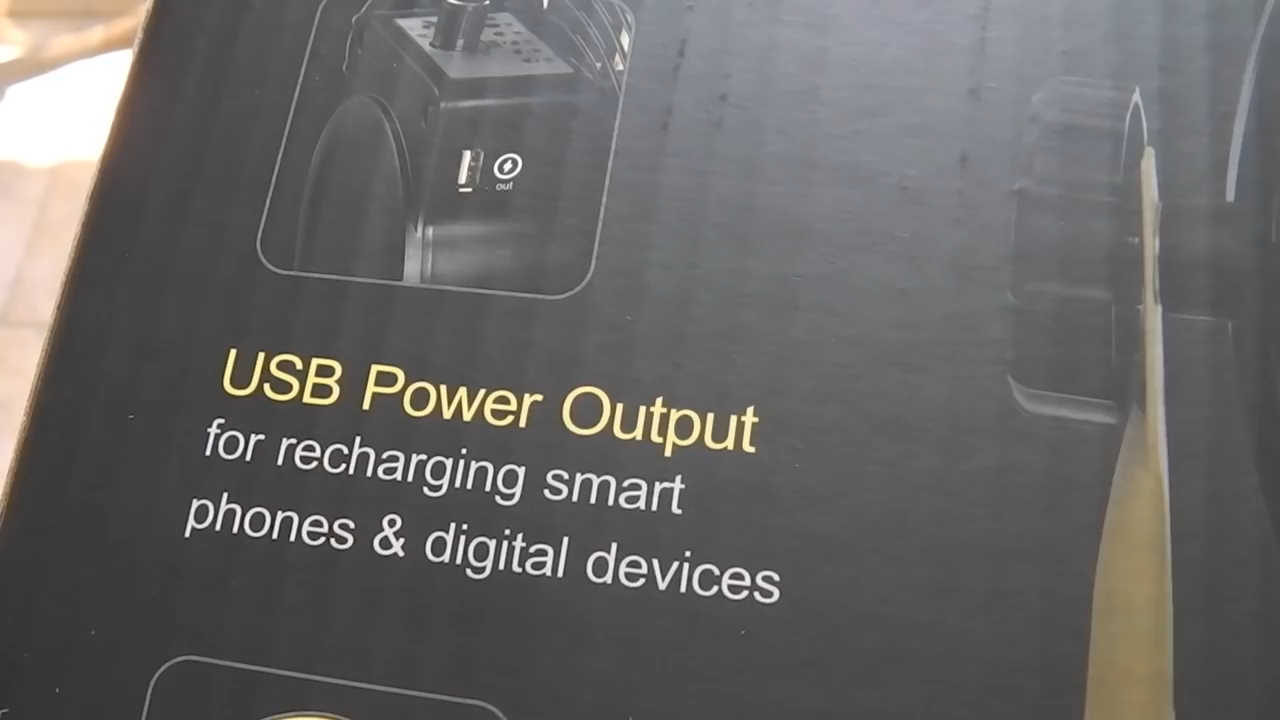 out
USB Power Output
for recharging smart
phones & digital devices